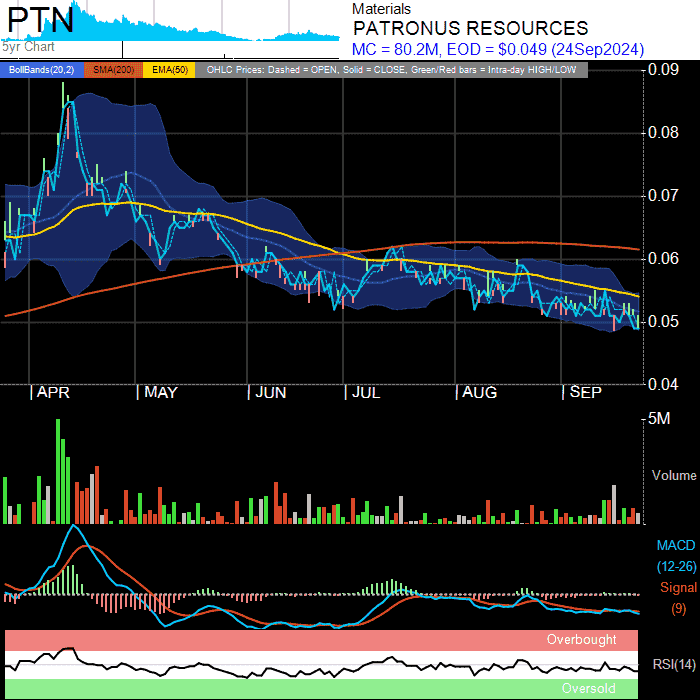 PTN
5yr Chart
Materials
PATRONUS RESOURCES
MC = 80.2M, EOD = $0.049 (24Sep2024)
BollBands(20,2) SMA(200) EMA(50) OHLC Prices: Dashed = OPEN, Solid = CLOSE, Green/Red bars = Intra-day HIGH/LOW
0.09
0.08
0.07
0.06
0.05
0.04
APR MAY JUN JUL AUG SEP
5M
Volume
MACD
(12-26)
Signal
(9)
Overbought
RSI(14)
Oversold